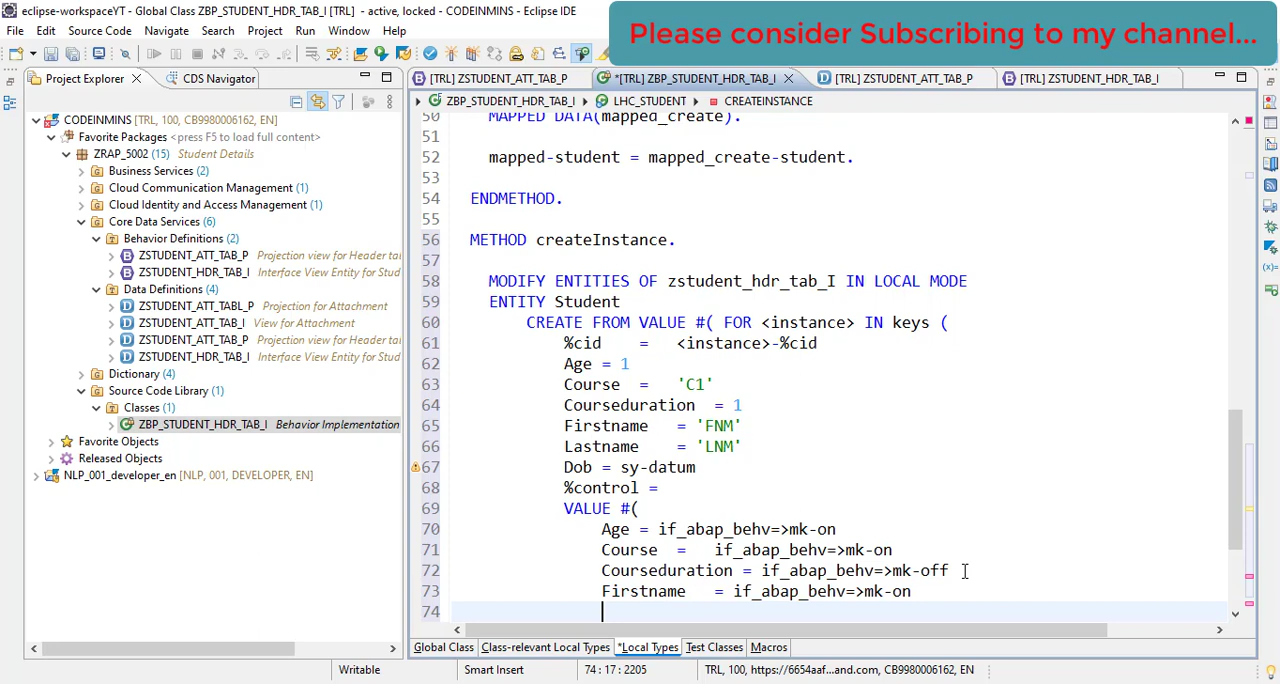 eclipse-workspaceYT - Global Class ZBP_STUDENT_HDR_TAB_I [TRL] - active, locked - CODEINMINS - Eclipse IDE
Please consider Subscribing to my channel...
File Edit Source Code Navigate Search Project Run Window Help
Project Explorer CDS Navigator
[TRL] ZSTUDENT_ATT_TAB_P *[TRL] ZBP_STUDENT_HDR_TAB_I [TRL] ZSTUDENT_ATT_TAB_P [TRL] ZSTUDENT_HDR_TAB_I
ZBP_STUDENT_HDR_TAB_I LHC_STUDENT CREATEINSTANCE
CODEINMINS [TRL, 100, CB9980006162, EN]
Favorite Packages <press F5 to load full content>
ZRAP_5002 (15) Student Details
Business Services (2)
Cloud Communication Management (1)
Cloud Identity and Access Management (1)
Core Data Services (6)
Behavior Definitions (2)
ZSTUDENT_ATT_TAB_P Projection view for Header tal
ZSTUDENT_HDR_TAB_I Interface View Entity for Stud
Data Definitions (4)
ZSTUDENT_ATT_TABL_P Projection for Attachment
ZSTUDENT_ATT_TAB_I View for Attachment
ZSTUDENT_ATT_TAB_P Projection view for Header tal
ZSTUDENT_HDR_TAB_I Interface View Entity for Stud
Dictionary (4)
Source Code Library (1)
Classes (1)
ZBP_STUDENT_HDR_TAB_I Behavior Implementation
Favorite Objects
Released Objects
NLP_001_developer_en [NLP, 001, DEVELOPER, EN]
50 MAPPED DATA(mapped_create).
51
52 mapped-student = mapped_create-student.
53
54 ENDMETHOD.
55
56 METHOD createInstance.
57
58 MODIFY ENTITIES OF zstudent_hdr_tab_I IN LOCAL MODE
59 ENTITY Student
60 CREATE FROM VALUE #( FOR <instance> IN keys (
61 %cid = <instance>-%cid
62 Age = 1
63 Course = 'C1'
64 Courseduration = 1
65 Firstname = 'FNM'
66 Lastname = 'LNM'
67 Dob = sy-datum
68 %control =
69 VALUE #(
70 Age = if_abap_behv=>mk-on
71 Course = if_abap_behv=>mk-on
72 Courseduration = if_abap_behv=>mk-off
73 Firstname = if_abap_behv=>mk-on
74
Global Class Class-relevant Local Types *Local Types Test Classes Macros
Writable Smart Insert 74 : 17 : 2205 TRL, 100, https://6654aaf...and.com, CB9980006162, EN